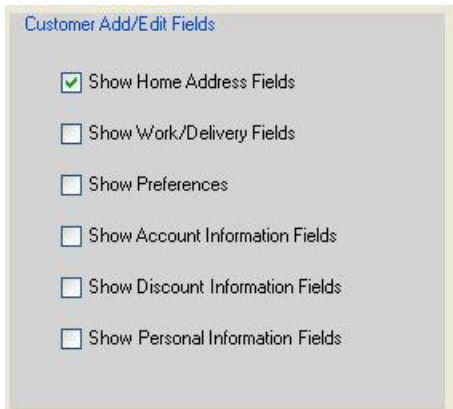 Customer Add/Edit Fields
Show Home Address Fields
Show Work/Delivery Fields
Show Preferences
Show Account Information Fields
Show Discount Information Fields
Show Personal Information Fields